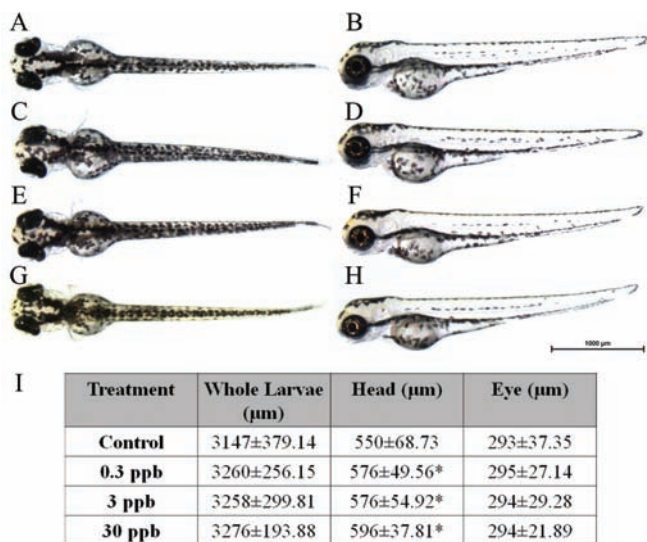 A B
C D
E F
G H
1000 µm
I
Treatment Whole Larvae (µm) Head (µm) Eye (µm)
Control 3147±379.14 550±68.73 293±37.35
0.3 ppb 3260±256.15 576±49.56* 295±27.14
3 ppb 3258±299.81 576±54.92* 294±29.28
30 ppb 3276±193.88 596±37.81* 294±21.89